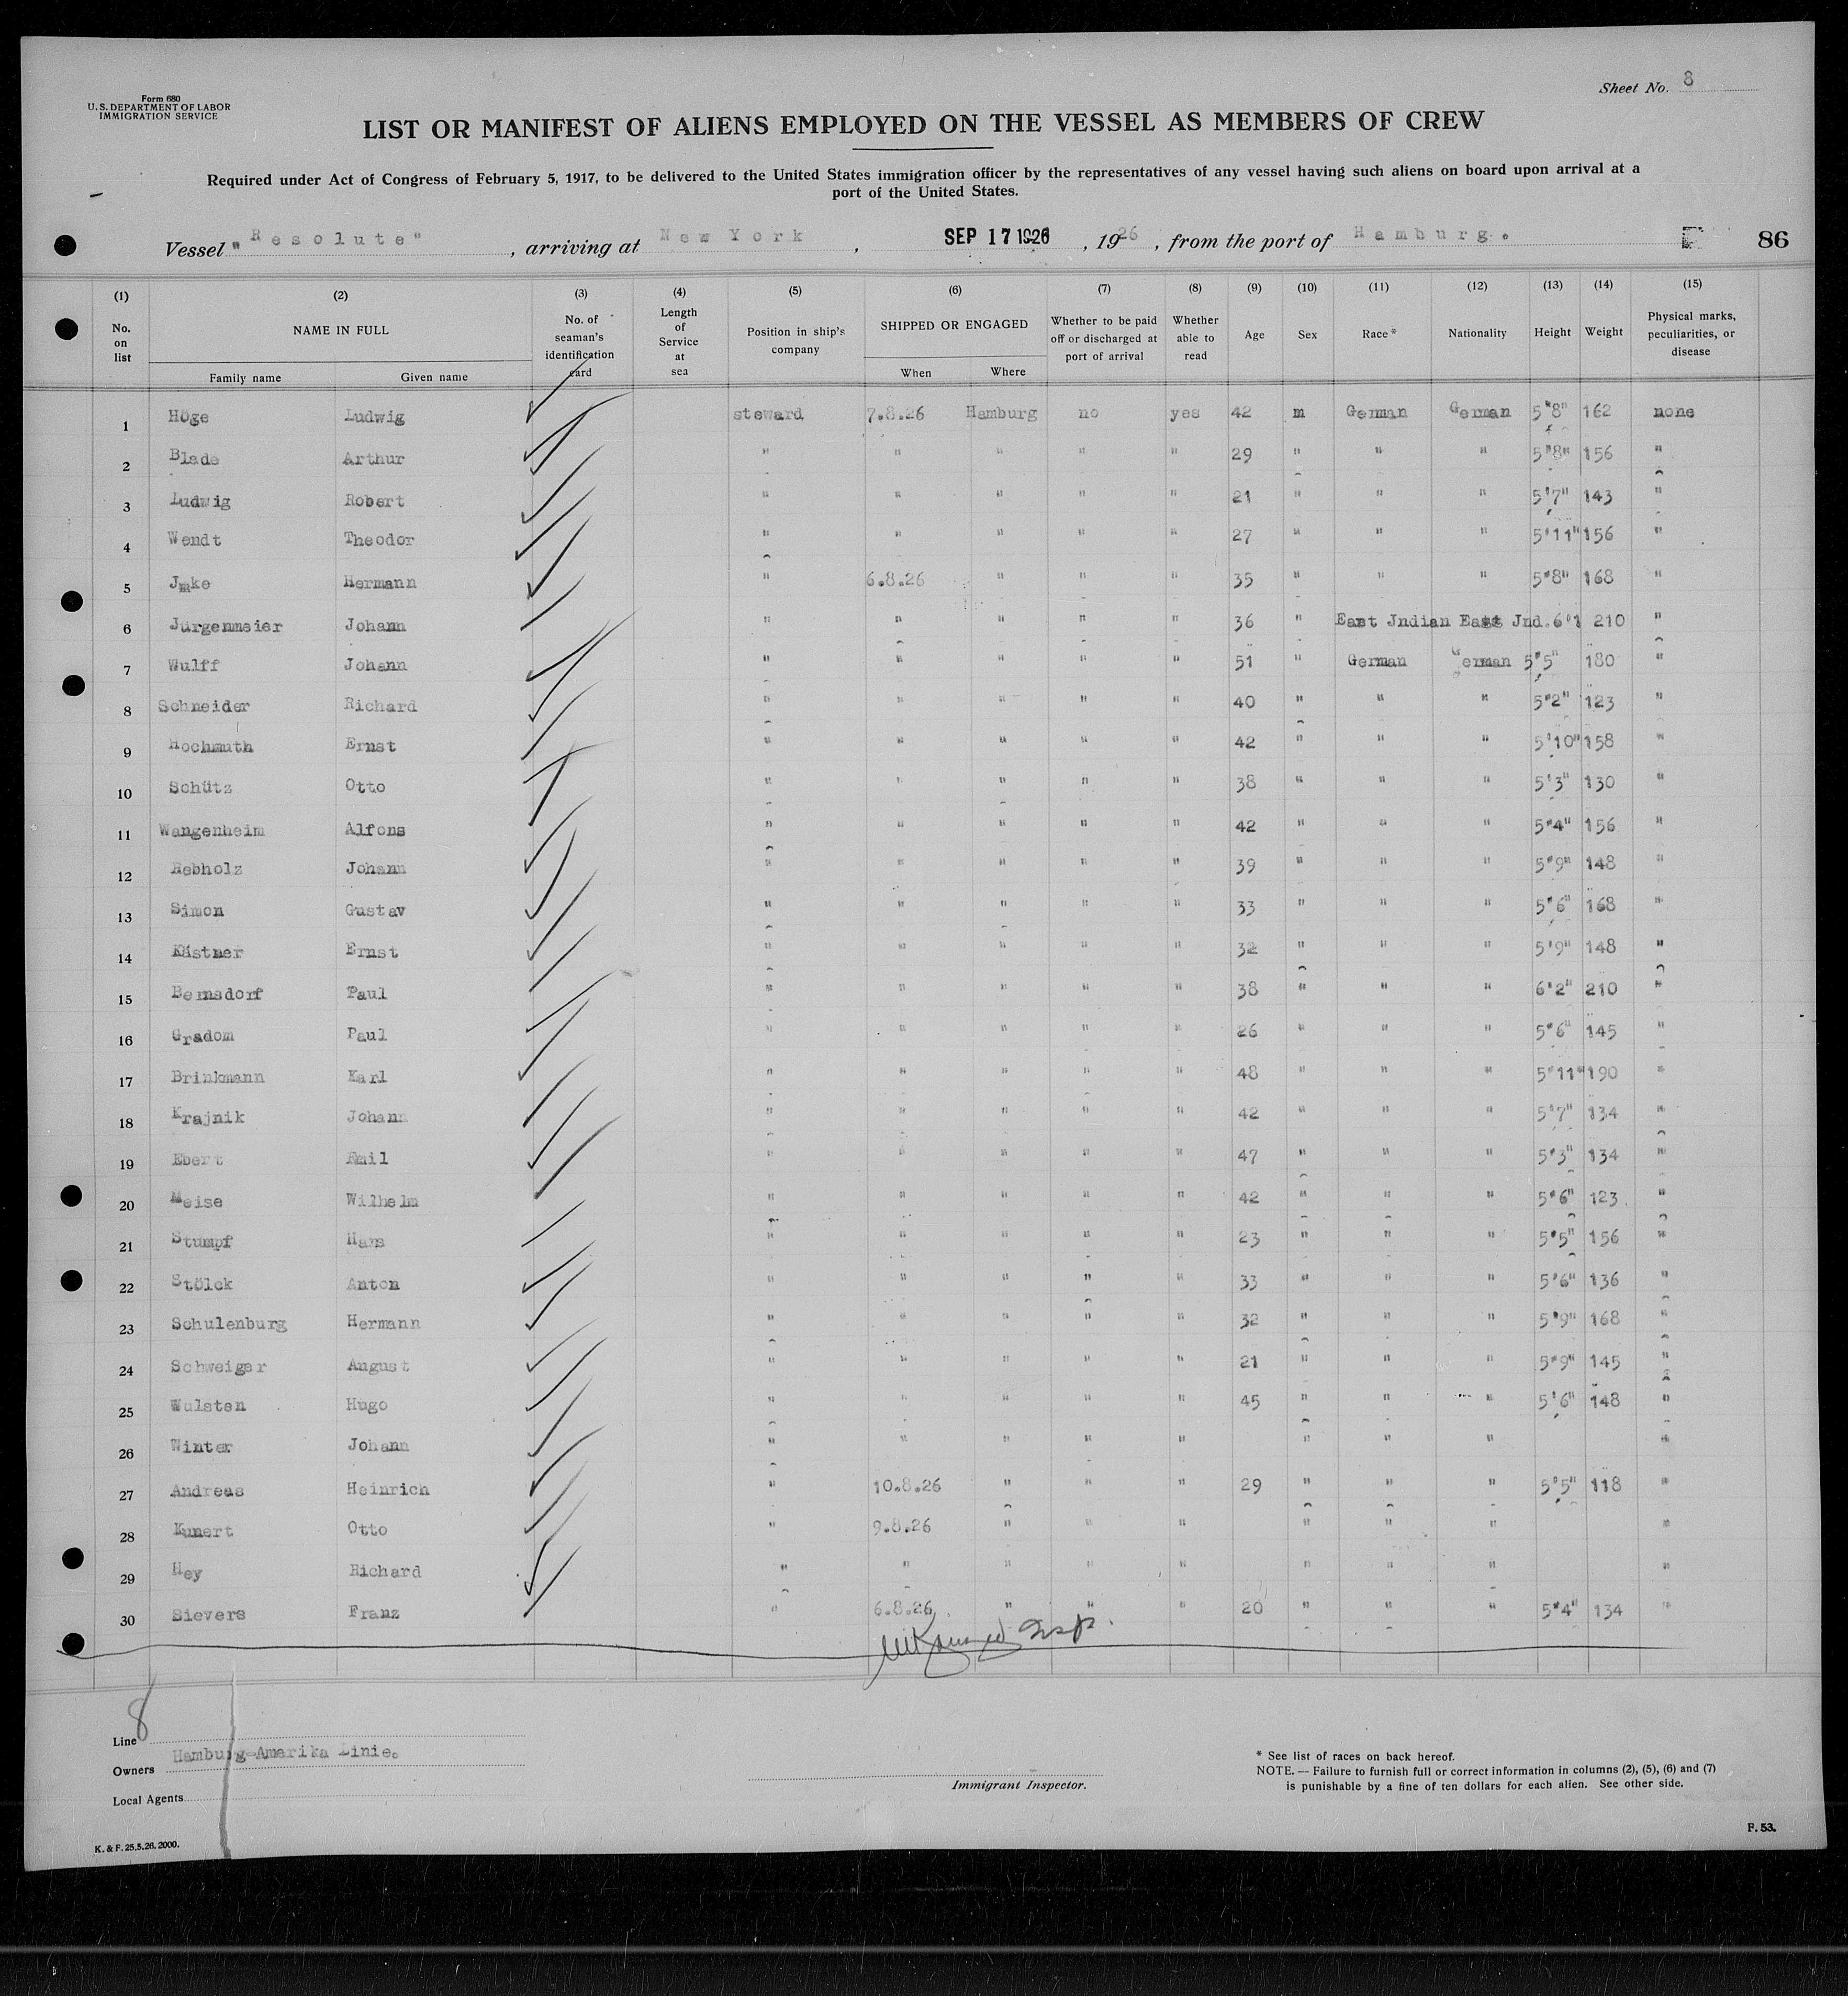 Form 680
U. S. DEPARTMENT OF LABOR
IMMIGRATION SERVICE
Sheet No. 8
LIST OR MANIFEST OF ALIENS EMPLOYED ON THE VESSEL AS MEMBERS OF CREW
Required under Act of Congress of February 5, 1917, to be delivered to the United States immigration officer by the representatives of any vessel having such aliens on board upon arrival at a
port of the United States.
Vessel "Resolute", arriving at New York, SEP 17 1926, 1926, from the port of Hamburg. 86
(1) (2) (3) (4) (5) (6) (7) (8) (9) (10) (11) (12) (13) (14) (15)
No. on list NAME IN FULL No. of seaman's identification card Length of Service at sea Position in ship's company SHIPPED OR ENGAGED Whether to be paid off or discharged at port of arrival Whether able to read Age Sex Race* Nationality Height Weight Physical marks, peculiarities, or disease
Family name Given name When Where
1 Höge Ludwig steward 7.8.26 Hamburg no yes 42 m German German 5'8" 162 none
2 Blade Arthur " " " " " 29 " " " 5'8" 156 "
3 Ludwig Robert " " " " " 21 " " " 5'7" 143 "
4 Wendt Theodor " " " " " 27 " " " 5'11" 156 "
5 Jmke Hermann " 6.8.26 " " " 35 " " " 5'8" 168 "
6 Jürgenmeier Johann " " " " " 36 " East Jndian East Jnd. 6'1 210 "
7 Wulff Johann " " " " " 51 " German German 5'5" 180 "
8 Schneider Richard " " " " " 40 " " " 5'2" 123 "
9 Hochmuth Ernst " " " " " 42 " " " 5'10" 158 "
10 Schütz Otto " " " " " 38 " " " 5'3" 130 "
11 Wangenheim Alfons " " " " " 42 " " " 5'4" 156 "
12 Rebholz Johann " " " " " 39 " " " 5'9" 148 "
13 Simon Gustav " " " " " 33 " " " 5'6" 168 "
14 Kästner Ernst " " " " " 32 " " " 5'9" 148 "
15 Bernsdorf Paul " " " " " 38 " " " 6'2" 210 "
16 Gradom Paul " " " " " 26 " " " 5'6" 145 "
17 Brinkmann Karl " " " " " 48 " " " 5'11" 190 "
18 Krajnik Johann " " " " " 42 " " " 5'7" 134 "
19 Ebert Emil " " " " " 47 " " " 5'3" 134 "
20 Meise Wilhelm " " " " " 42 " " " 5'6" 123 "
21 Stumpf Hans " " " " " 23 " " " 5'5" 156 "
22 Stölck Anton " " " " " 33 " " " 5'6" 136 "
23 Schulenburg Hermann " " " " " 32 " " " 5'9" 168 "
24 Schweiger August " " " " " 21 " " " 5'9" 145 "
25 Wulsten Hugo " " " " " 45 " " " 5'6" 148 "
26 Winter Johann " " " " " " " " "
27 Andreas Heinrich " 10.8.26 " " " 29 " " " 5'5" 118 "
28 Kunert Otto " 9.8.26 " " " " " " "
29 Hey Richard " " " " " " " " "
30 Sievers Franz " 6.8.26 " " " 20 " " " 5'4" 134 "
Insp.
8
Line
Owners Hamburg-Amerika Linie.
Local Agents
Immigrant Inspector.
* See list of races on back hereof.
NOTE. — Failure to furnish full or correct information in columns (2), (5), (6) and (7)
is punishable by a fine of ten dollars for each alien. See other side.
K. & F. 25.5.26. 2000.
F. 53.